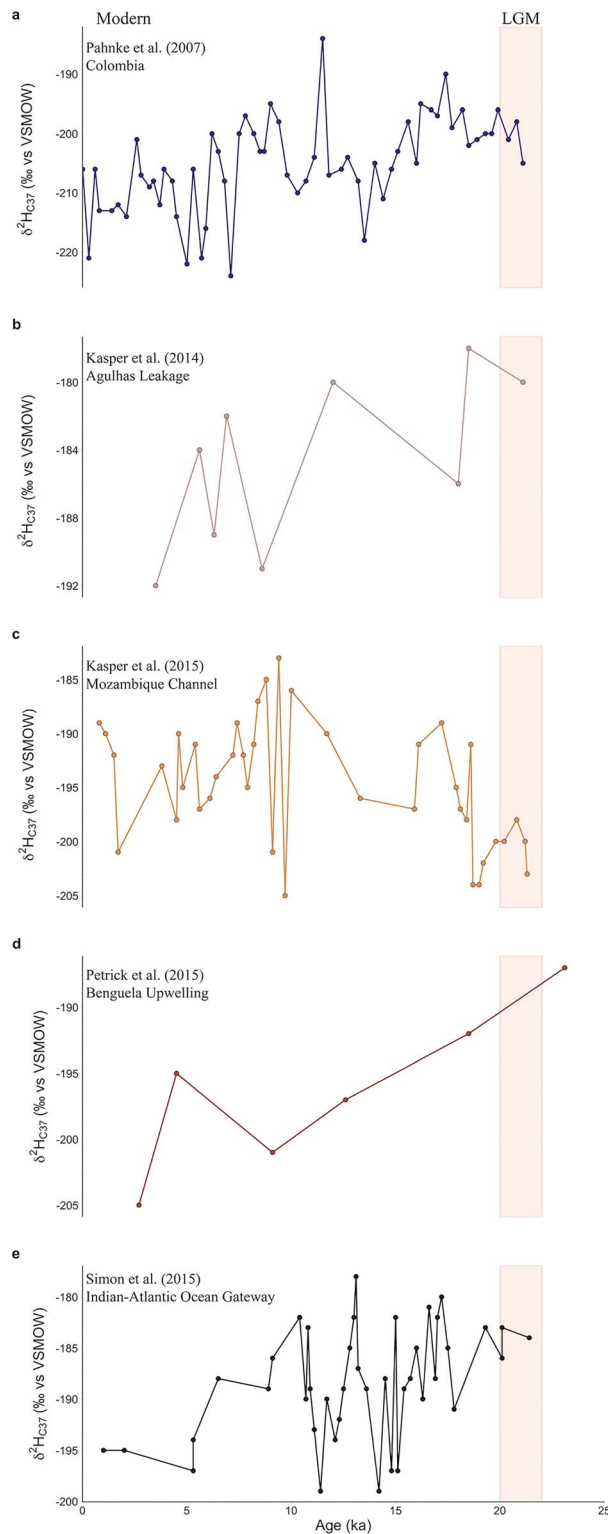 a
Modern
LGM
Pahnke et al. (2007)
Colombia
δ²H_C37 (‰ vs VSMOW)
-190
-200
-210
-220
b
Kasper et al. (2014)
Agulhas Leakage
δ²H_C37 (‰ vs VSMOW)
-180
-184
-188
-192
c
Kasper et al. (2015)
Mozambique Channel
δ²H_C37 (‰ vs VSMOW)
-185
-190
-195
-200
-205
d
Petrick et al. (2015)
Benguela Upwelling
δ²H_C37 (‰ vs VSMOW)
-190
-195
-200
-205
e
Simon et al. (2015)
Indian-Atlantic Ocean Gateway
δ²H_C37 (‰ vs VSMOW)
-180
-185
-190
-195
-200
0 5 10 15 20 25
Age (ka)